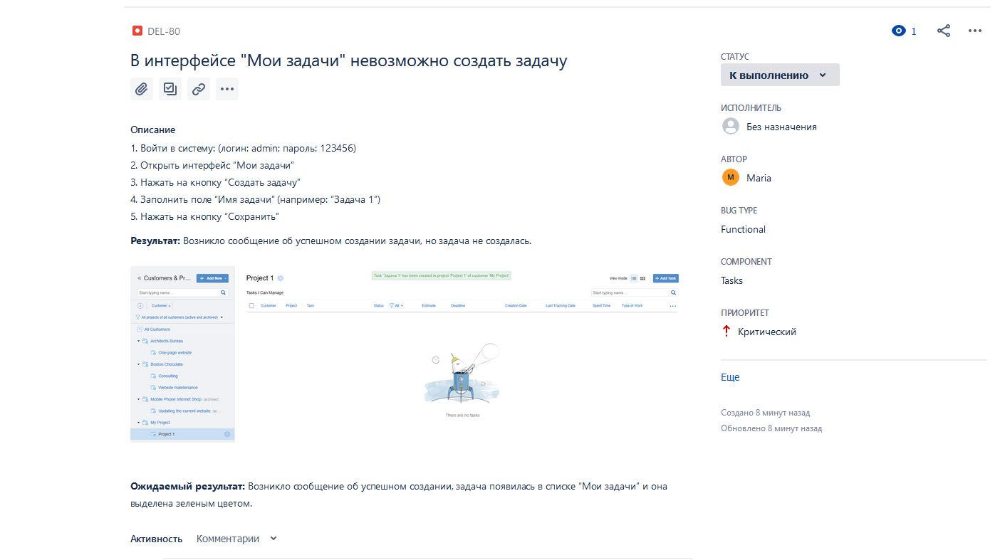 DEL-80
1
В интерфейсе "Мои задачи" невозможно создать задачу
Описание
1. Войти в систему: (логин: admin; пароль: 123456)
2. Открыть интерфейс “Мои задачи”
3. Нажать на кнопку “Создать задачу”
4. Заполнить поле “Имя задачи” (например: “Задача 1”)
5. Нажать на кнопку “Сохранить”
Результат: Возникло сообщение об успешном создании задачи, но задача не создалась.
Customers & Pr...
+ Add New
Start typing name ...
Customer
All projects of all customers (active and archived)
All Customers
Architects Bureau
One-page website
Boston Chocolate
Consulting
Website maintenance
Mobile Phone Internet Shop (archived)
Updating the current website (ar...
My Project
Project 1
Project 1
Task 'Задача 1' has been created in project 'Project 1' of customer 'My Project'
View mode:
+ Add Task
Tasks I Can Manage
Start typing name ...
Customer Project Task Status All Estimate Deadline Creation Date Last Tracking Date Spent Time Type of Work
There are no tasks
Ожидаемый результат: Возникло сообщение об успешном создании, задача появилась в списке “Мои задачи” и она
выделена зеленым цветом.
Активность Комментарии
СТАТУС
К выполнению
ИСПОЛНИТЕЛЬ
Без назначения
АВТОР
M Maria
BUG TYPE
Functional
COMPONENT
Tasks
ПРИОРИТЕТ
Критический
Еще
Создано 8 минут назад
Обновлено 8 минут назад